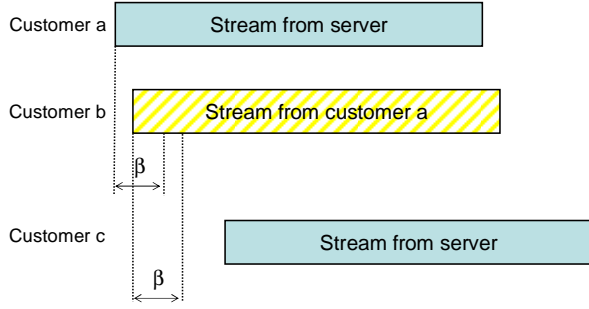 Customer a
Stream from server
Customer b
Stream from customer a
β
Customer c
Stream from server
β